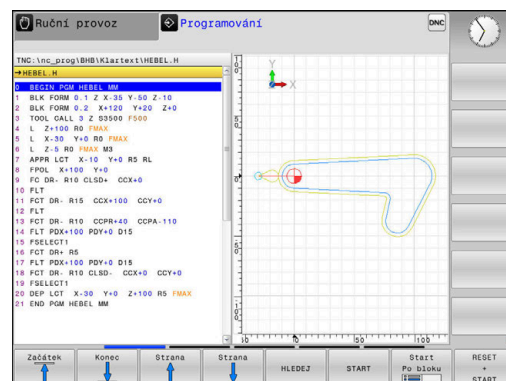 Ruční provoz
Programování
DNC
TNC:\nc_prog\BHB\Klartext\HEBEL.H
→HEBEL.H
0 BEGIN PGM HEBEL MM
1 BLK FORM 0.1 Z X-35 Y-50 Z-10
2 BLK FORM 0.2 X+120 Y+20 Z+0
3 TOOL CALL 3 Z S3500 F500
4 L Z+100 R0 FMAX
5 L X-30 Y+0 R0 FMAX
6 L Z-5 R0 FMAX M3
7 APPR LCT X-10 Y+0 R5 RL
8 FPOL X+100 Y+0
9 FC DR- R10 CLSD+ CCX+0
10 FLT
11 FCT DR- R15 CCX+100 CCY+0
12 FLT
13 FCT DR- R10 CCPR+40 CCPA-110
14 FLT PDX+100 PDY+0 D15
15 FSELECT1
16 FCT DR+ R5
17 FLT PDX+100 PDY+0 D15
18 FCT DR- R10 CLSD- CCX+0 CCY+0
19 FSELECT1
20 DEP LCT X-30 Y+0 Z+100 R5 FMAX
21 END PGM HEBEL MM
Y
X
0
50
100
Začátek
Konec
Strana
Strana
HLEDEJ
START
Start
Po bloku
RESET
+
START